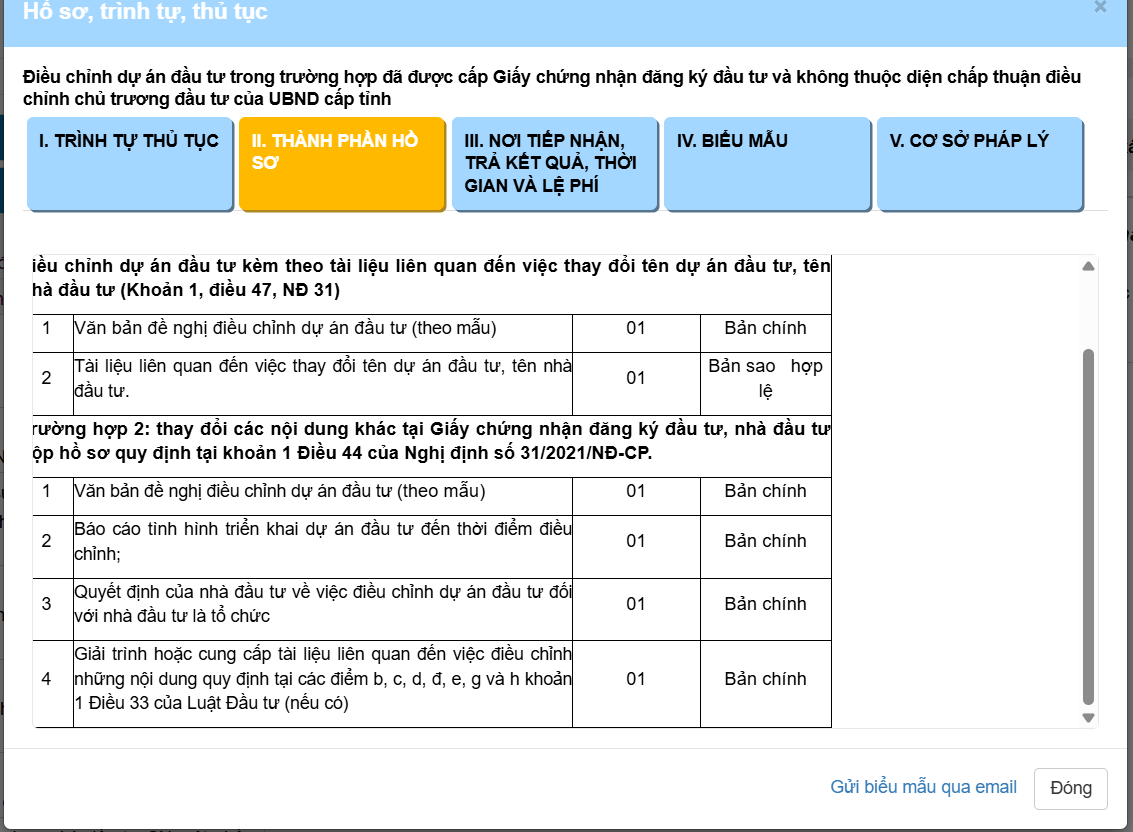 Hồ sơ, trình tự, thủ tục
×
Điều chỉnh dự án đầu tư trong trường hợp đã được cấp Giấy chứng nhận đăng ký đầu tư và không thuộc diện chấp thuận điều
chỉnh chủ trương đầu tư của UBND cấp tỉnh
I. TRÌNH TỰ THỦ TỤC
II. THÀNH PHẦN HỒ
SƠ
III. NƠI TIẾP NHẬN,
TRẢ KẾT QUẢ, THỜI
GIAN VÀ LỆ PHÍ
IV. BIỂU MẪU
V. CƠ SỞ PHÁP LÝ
iều chỉnh dự án đầu tư kèm theo tài liệu liên quan đến việc thay đổi tên dự án đầu tư, tên
hà đầu tư (Khoản 1, điều 47, NĐ 31)
1 Văn bản đề nghị điều chỉnh dự án đầu tư (theo mẫu) 01 Bản chính
2 Tài liệu liên quan đến việc thay đổi tên dự án đầu tư, tên nhà
đầu tư.
01
Bản sao hợp
lệ
rường hợp 2: thay đổi các nội dung khác tại Giấy chứng nhận đăng ký đầu tư, nhà đầu tư
ộp hồ sơ quy định tại khoản 1 Điều 44 của Nghị định số 31/2021/NĐ-CP.
1 Văn bản đề nghị điều chỉnh dự án đầu tư (theo mẫu) 01 Bản chính
2 Báo cáo tình hình triển khai dự án đầu tư đến thời điểm điều
chỉnh;
01 Bản chính
3 Quyết định của nhà đầu tư về việc điều chỉnh dự án đầu tư đối
với nhà đầu tư là tổ chức
01 Bản chính
4 Giải trình hoặc cung cấp tài liệu liên quan đến việc điều chỉnh
những nội dung quy định tại các điểm b, c, d, đ, e, g và h khoản
1 Điều 33 của Luật Đầu tư (nếu có)
01 Bản chính
Gửi biểu mẫu qua email
Đóng